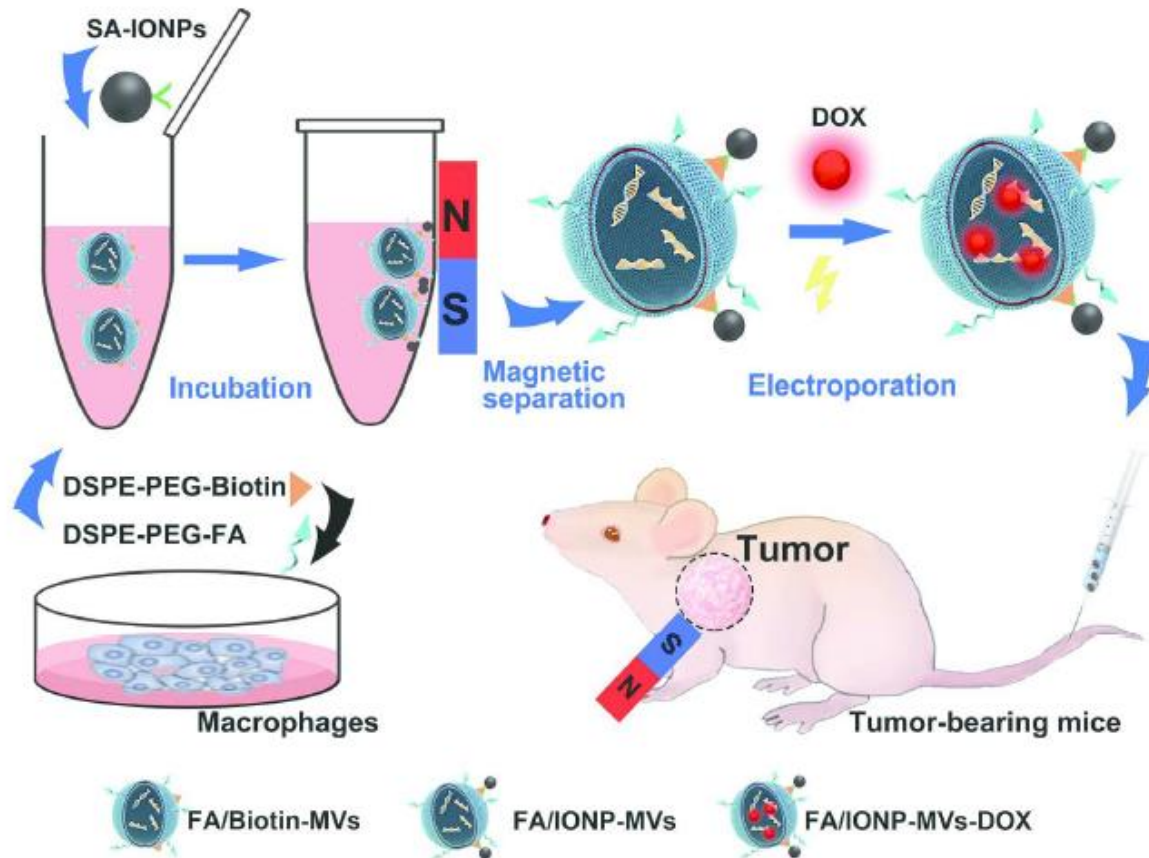 SA-IONPs
DOX
N
S
Incubation
Magnetic
separation
Electroporation
DSPE-PEG-Biotin
DSPE-PEG-FA
Macrophages
Tumor
S
N
Tumor-bearing mice
FA/Biotin-MVs
FA/IONP-MVs
FA/IONP-MVs-DOX